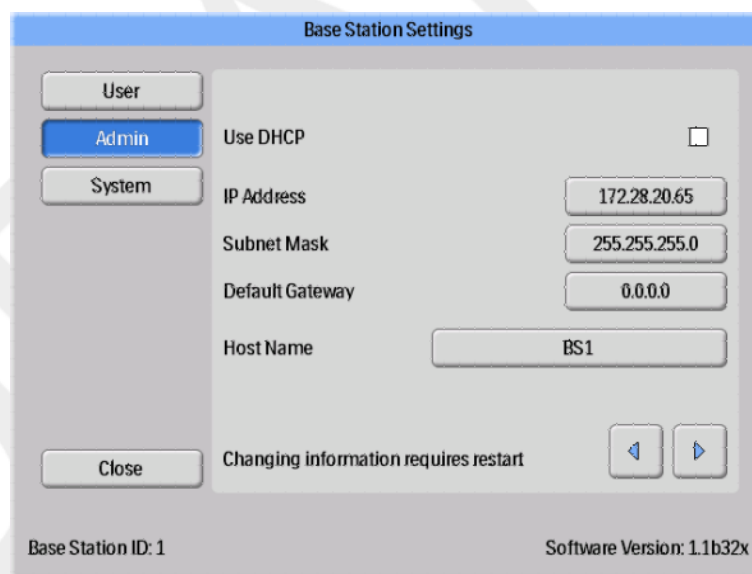 Base Station Settings
User
Admin
System
Use DHCP
IP Address 172.28.20.65
Subnet Mask 255.255.255.0
Default Gateway 0.0.0.0
Host Name BS1
Close
Changing information requires restart
Base Station ID: 1
Software Version: 1.1b32x